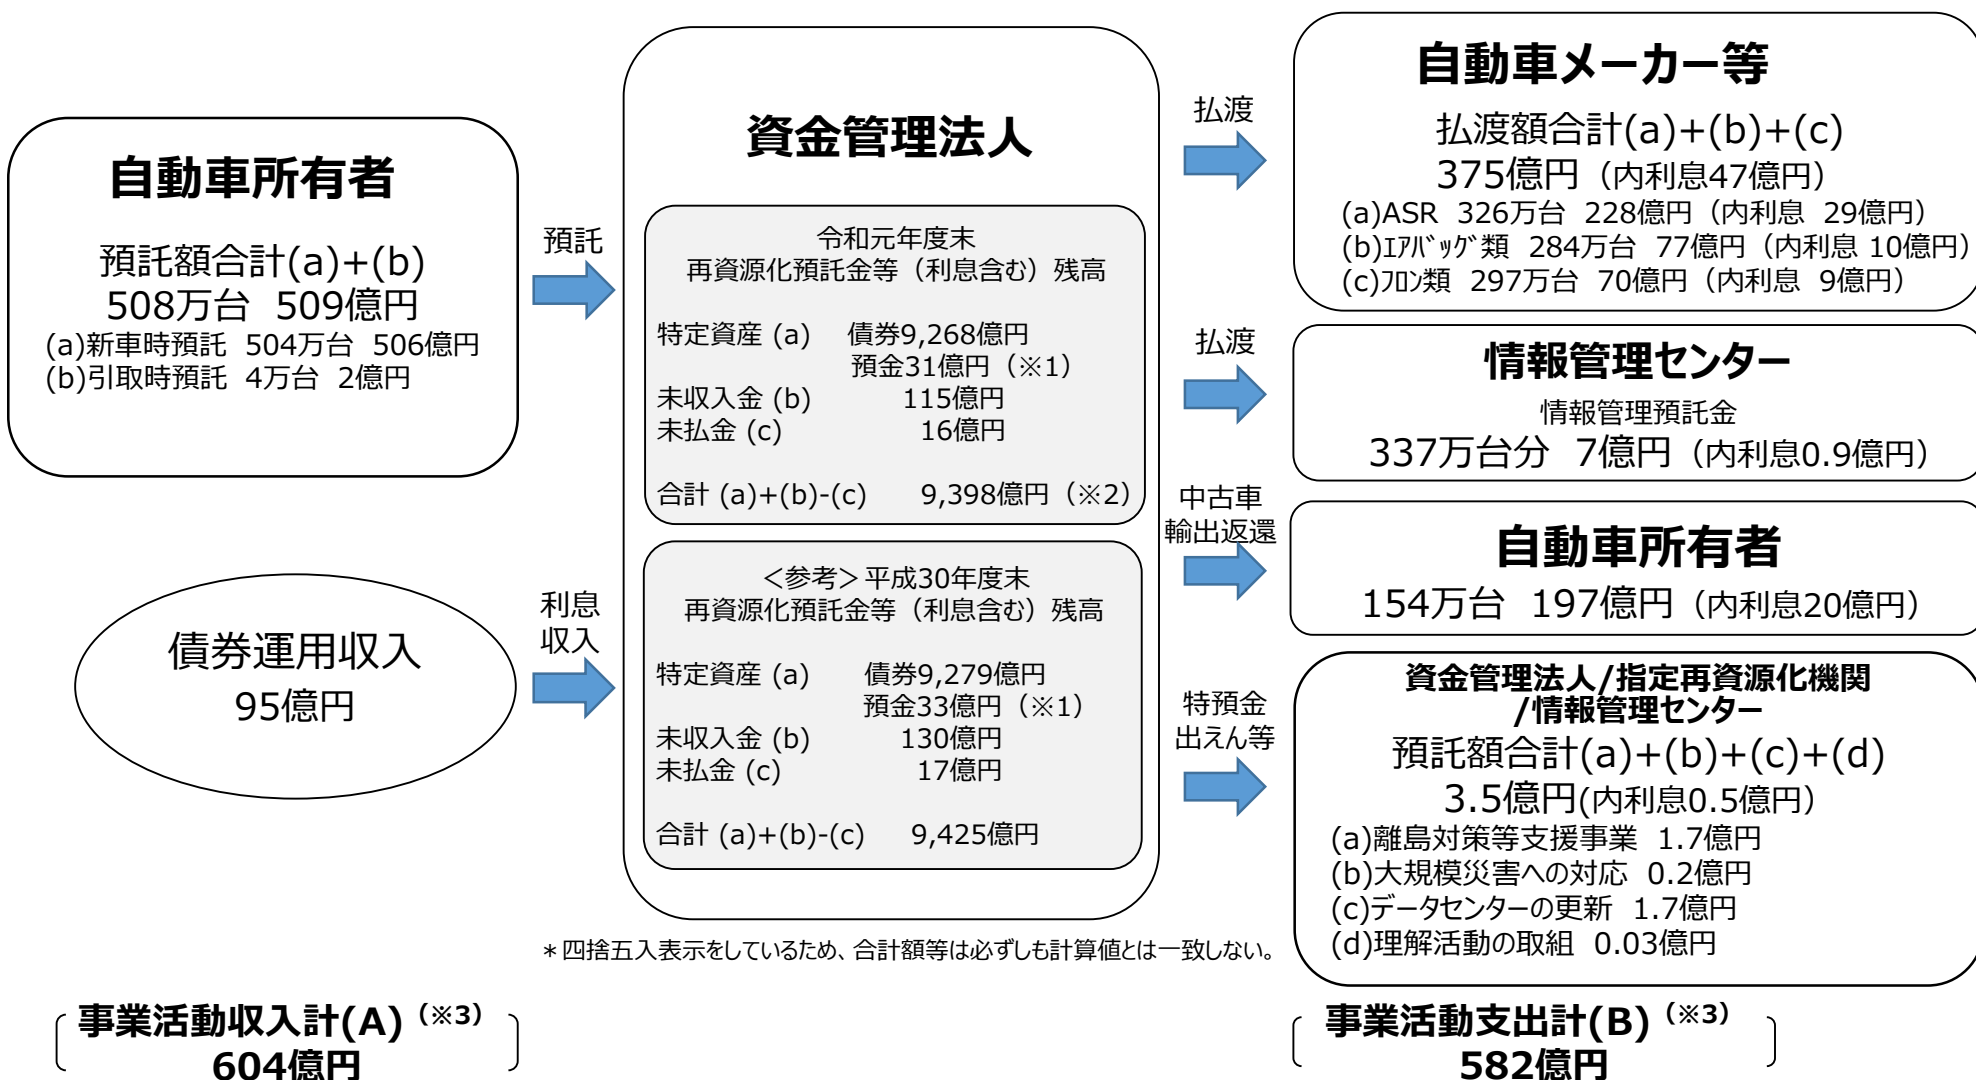 自動車所有者
預託額合計(a)+(b)
508万台 509億円
(a)新車時預託 504万台 506億円
(b)引取時預託 4万台 2億円
預託
債券運用収入
95億円
利息
収入
資金管理法人
令和元年度末
再資源化預託金等（利息含む）残高
特定資産 (a) 債券9,268億円
預金31億円（※1）
未収入金 (b) 115億円
未払金 (c) 16億円
合計 (a)+(b)-(c) 9,398億円（※2）
＜参考＞平成30年度末
再資源化預託金等（利息含む）残高
特定資産 (a) 債券9,279億円
預金33億円（※1）
未収入金 (b) 130億円
未払金 (c) 17億円
合計 (a)+(b)-(c) 9,425億円
＊四捨五入表示をしているため、合計額等は必ずしも計算値とは一致しない。
払渡
自動車メーカー等
払渡額合計(a)+(b)+(c)
375億円（内利息47億円）
(a)ASR 326万台 228億円（内利息 29億円）
(b)ｴｱﾊﾞｯｸﾞ類 284万台 77億円（内利息 10億円）
(c)ﾌﾛﾝ類 297万台 70億円（内利息 9億円）
払渡
情報管理センター
情報管理預託金
337万台分 7億円（内利息0.9億円）
中古車
輸出返還
自動車所有者
154万台 197億円（内利息20億円）
特預金
出えん等
資金管理法人/指定再資源化機関
/情報管理センター
預託額合計(a)+(b)+(c)+(d)
3.5億円(内利息0.5億円）
(a)離島対策等支援事業 1.7億円
(b)大規模災害への対応 0.2億円
(c)データセンターの更新 1.7億円
(d)理解活動の取組 0.03億円
事業活動収入計(A)（※3）
604億円
事業活動支出計(B)（※3）
582億円